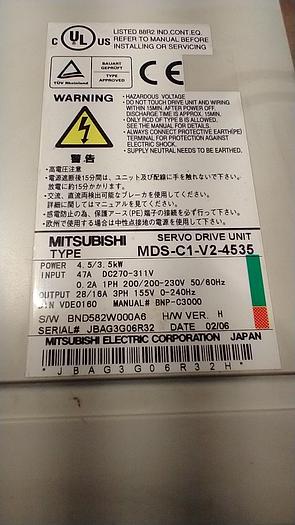 C UL US
LISTED 88R2 IND.CONT.EQ.
REFER TO MANUAL BEFORE
INSTALLING OR SERVICING
TÜV Rheinland
BAUART
GEPRÜFT
TYPE
APPROVED
CE
WARNING
・HAZARDOUS VOLTAGE
・DO NOT TOUCH DRIVE UNIT AND WIRING
WITHIN 15MIN. AFTER POWER OFF.
DISCHARGE TIME IS APPROX. 15MIN.
・ONLY RCD OF TYPE B IS ALLOWED.
SEE THE MANUAL FOR DETAILS.
・ALWAYS CONNECT PROTECTIVE EARTH(PE)
TERMINAL FOR PROTECTION AGAINST
ELECTRIC SHOCK.
・SUPPLY NEUTRAL NEEDS TO BE EARTHED.
警告
・高電圧注意
・電源遮断後15分間は、ユニット及び配線に手を触れないで下さい。
放電に約15分かかります。
・交流、直流両検出可能なブレーカを使用してください。
詳細に関してはマニュアルをご覧下さい。
・感電防止の為、保護アース(PE)端子の接続を必ず行って下さい。
・欧州で使用する場合は中性点接地の電源を使用して下さい。
MITSUBISHI SERVO DRIVE UNIT
TYPE MDS-C1-V2-4535
POWER 4.5/3.5kW
INPUT 47A DC270-311V
0.2A 1PH 200/200-230V 50/60Hz
OUTPUT 28/16A 3PH 155V 0-240Hz
EN VDE0160 MANUAL# BNP-C3000
S/W BND582W000A6 H/W VER. H
SERIAL# JBAG3G06R32 DATE 02/06
MITSUBISHI ELECTRIC CORPORATION JAPAN
*JBAG3G06R32H*